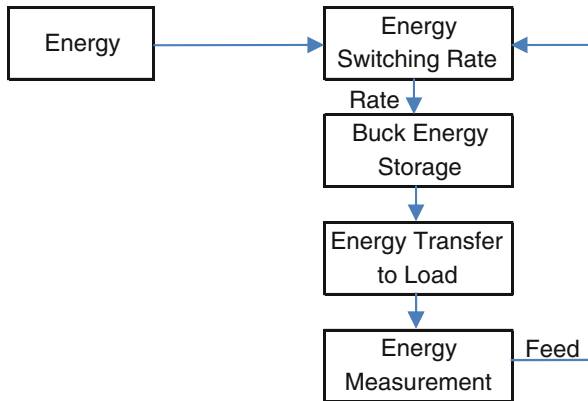 Energy
Energy
Switching Rate
Rate
Buck Energy
Storage
Energy Transfer
to Load
Energy
Measurement
Feed